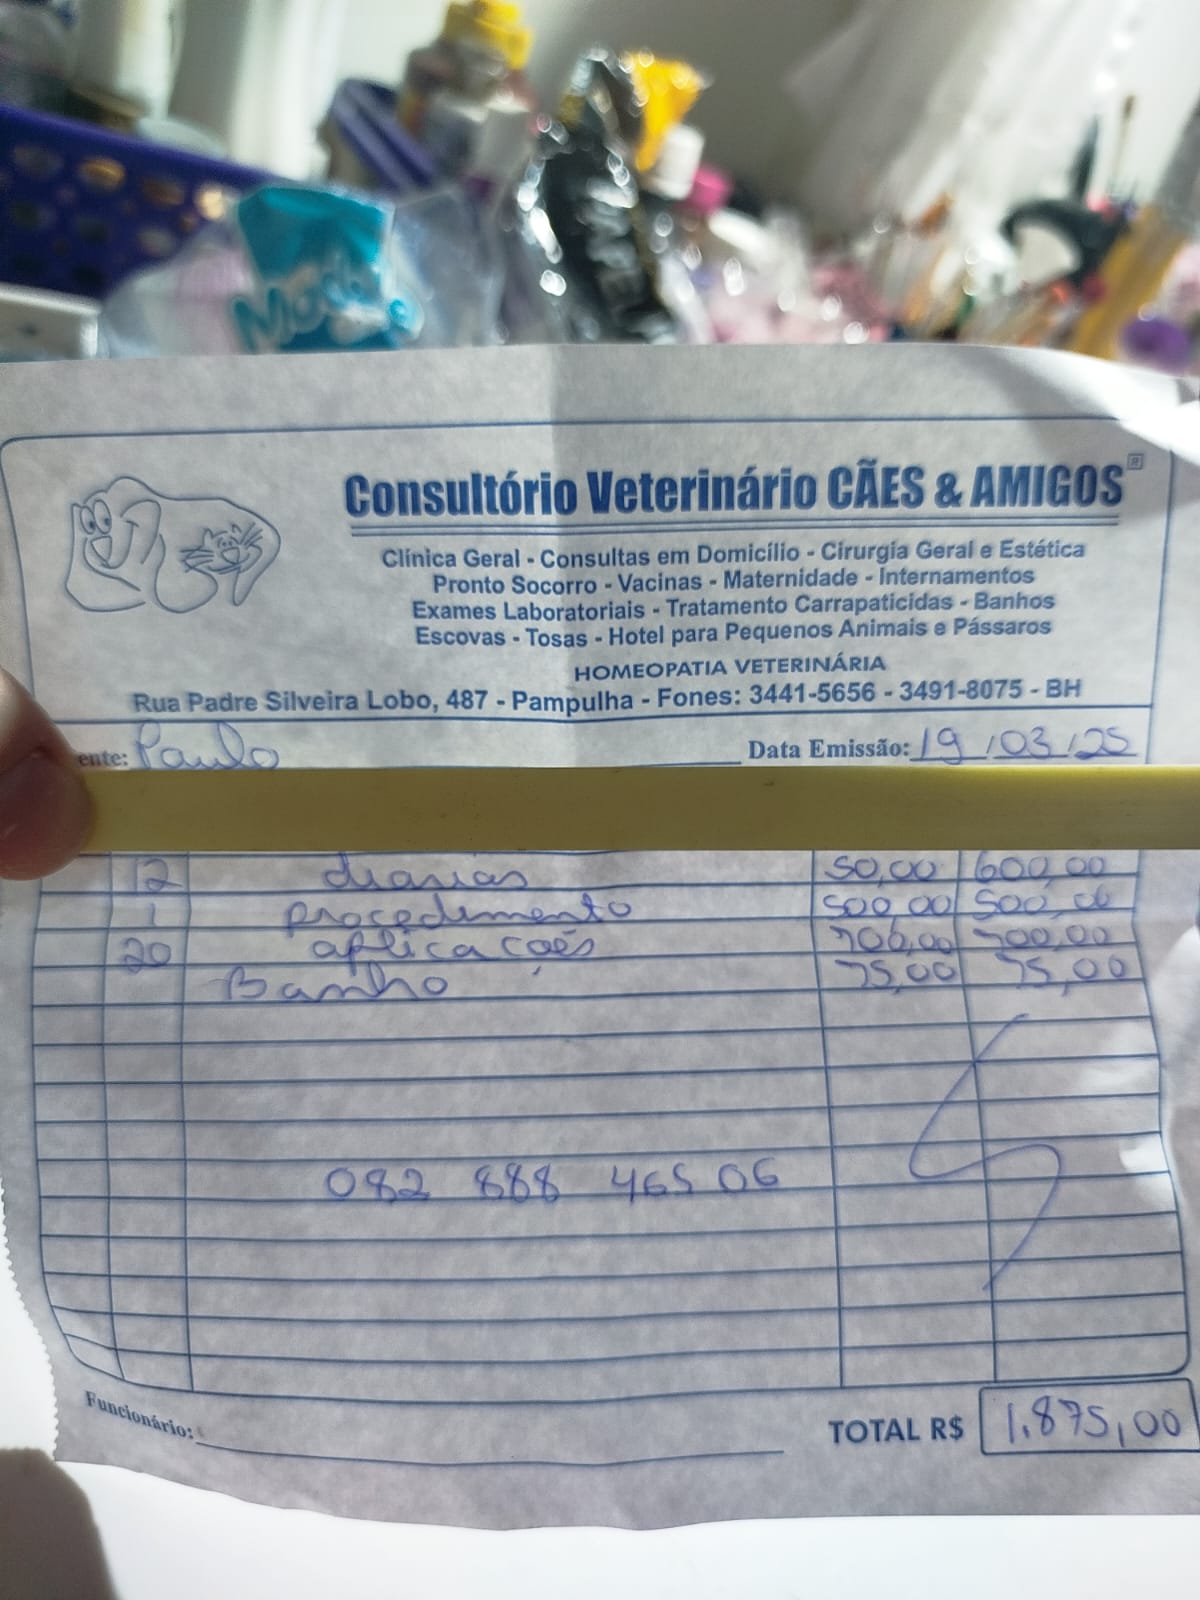 Consultório Veterinário CÃES & AMIGOS®
Clínica Geral - Consultas em Domicílio - Cirurgia Geral e Estética
Pronto Socorro - Vacinas - Maternidade - Internamentos
Exames Laboratoriais - Tratamento Carrapaticidas - Banhos
Escovas - Tosas - Hotel para Pequenos Animais e Pássaros
HOMEOPATIA VETERINÁRIA
Rua Padre Silveira Lobo, 487 - Pampulha - Fones: 3441-5656 - 3491-8075 - BH
ente: Paulo Data Emissão: 19/03/25
12 diarias 50,00 600,00
1 procedimento 500,00 500,00
20 aplicacoês 700,00 700,00
Banho 75,00 75,00
082 888 465 06
Funcionário:
TOTAL R$ 1.875,00